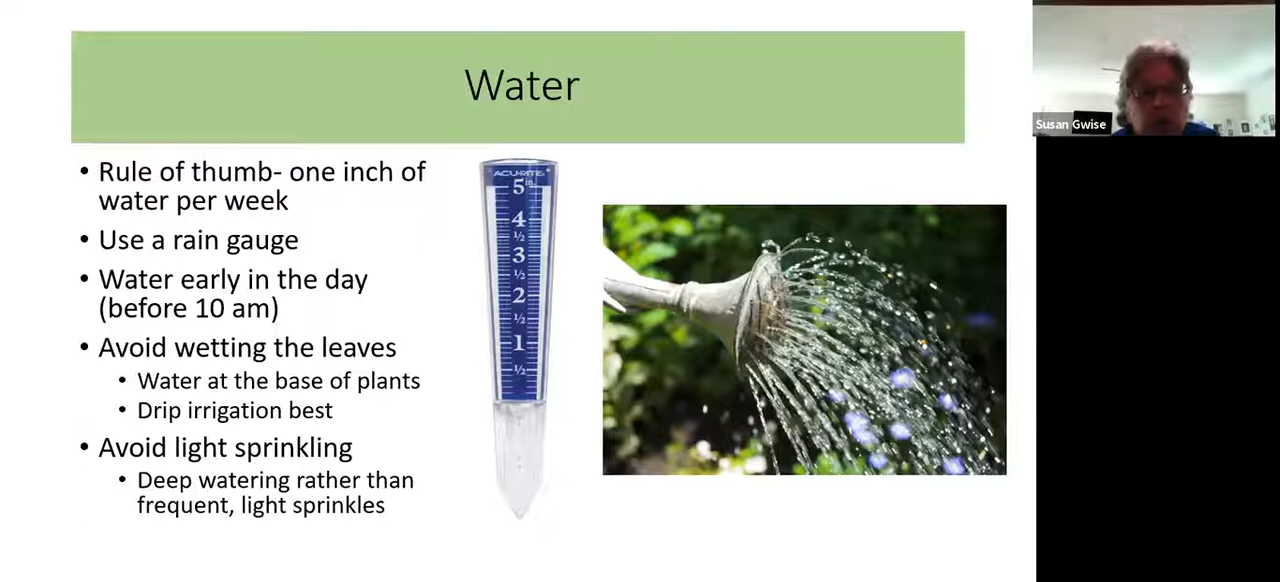 Water
• Rule of thumb- one inch of
water per week
• Use a rain gauge
• Water early in the day
(before 10 am)
• Avoid wetting the leaves
• Water at the base of plants
• Drip irrigation best
• Avoid light sprinkling
• Deep watering rather than
frequent, light sprinkles
ACURITE®
5 in.
4
½
3
½
2
½
1
½
Susan Gwise